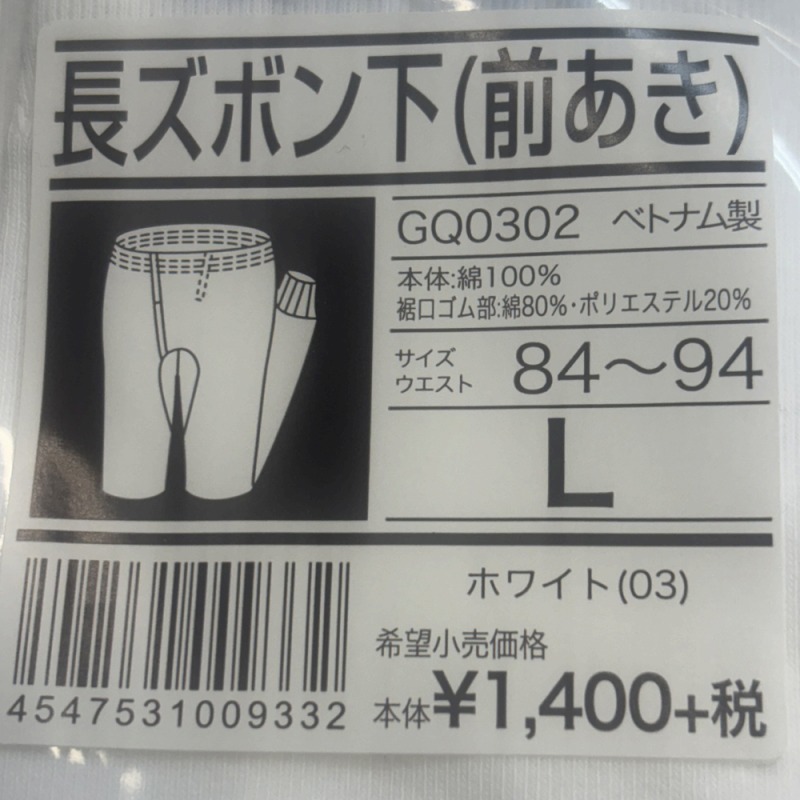 長ズボン下(前あき)
GQ0302 ベトナム製
本体:綿100%
裾口ゴム部:綿80%・ポリエステル20%
サイズ
ウエスト 84〜94
L
ホワイト(03)
希望小売価格
本体¥1,400+税
4547531009332